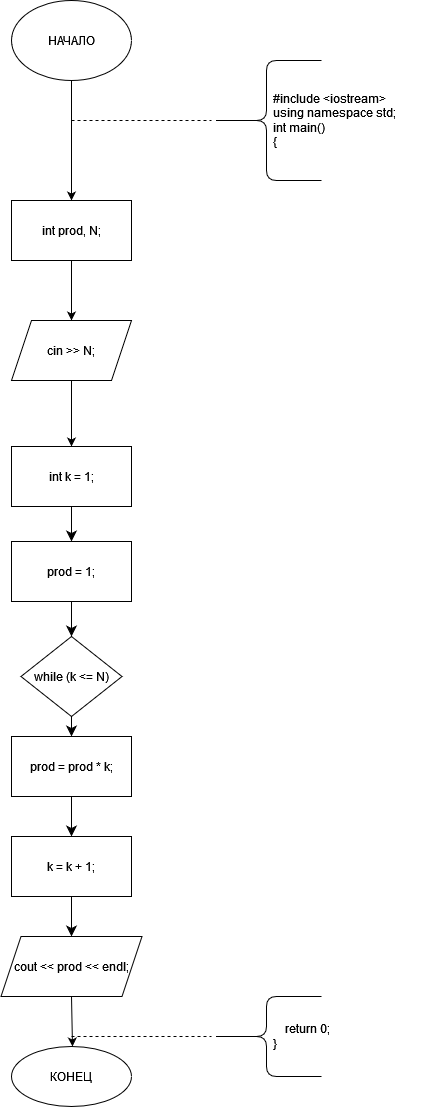 НАЧАЛО
#include <iostream>
using namespace std;
int main()
{
int prod, N;
cin >> N;
int k = 1;
prod = 1;
while (k <= N)
prod = prod * k;
k = k + 1;
cout << prod << endl;
return 0;
}
КОНЕЦ